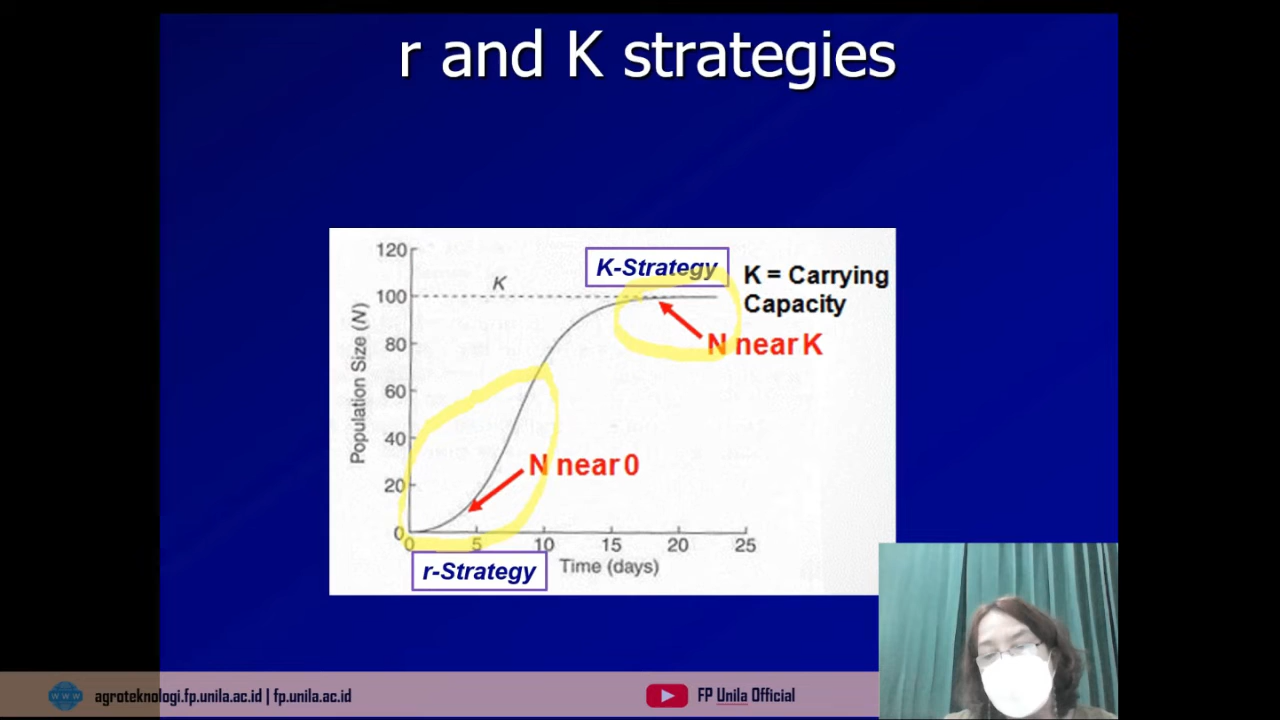 r and K strategies
120
100
80
60
40
20
0
Population Size (N)
K
K-Strategy
K = Carrying
Capacity
N near K
N near 0
0 5 10 15 20 25
r-Strategy
Time (days)
www
agroteknologi.fp.unila.ac.id | fp.unila.ac.id
FP Unila Official